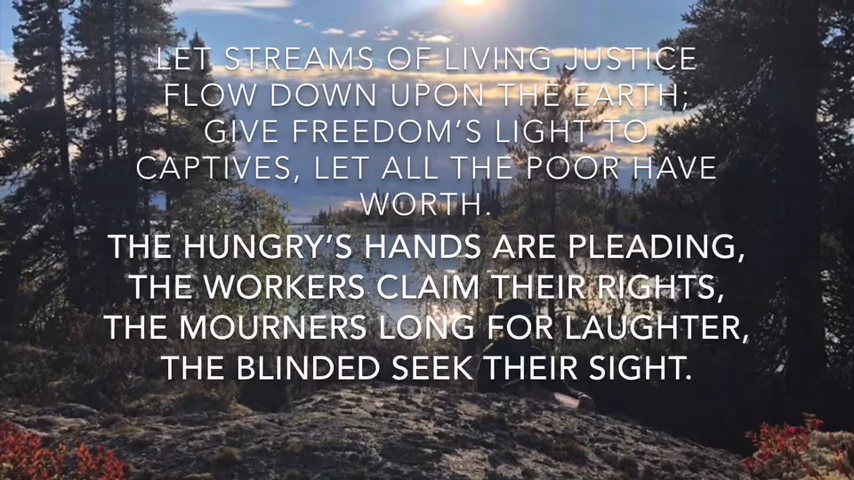 LET STREAMS OF LIVING JUSTICE
FLOW DOWN UPON THE EARTH;
GIVE FREEDOM'S LIGHT TO
CAPTIVES, LET ALL THE POOR HAVE
WORTH.
THE HUNGRY'S HANDS ARE PLEADING,
THE WORKERS CLAIM THEIR RIGHTS,
THE MOURNERS LONG FOR LAUGHTER,
THE BLINDED SEEK THEIR SIGHT.